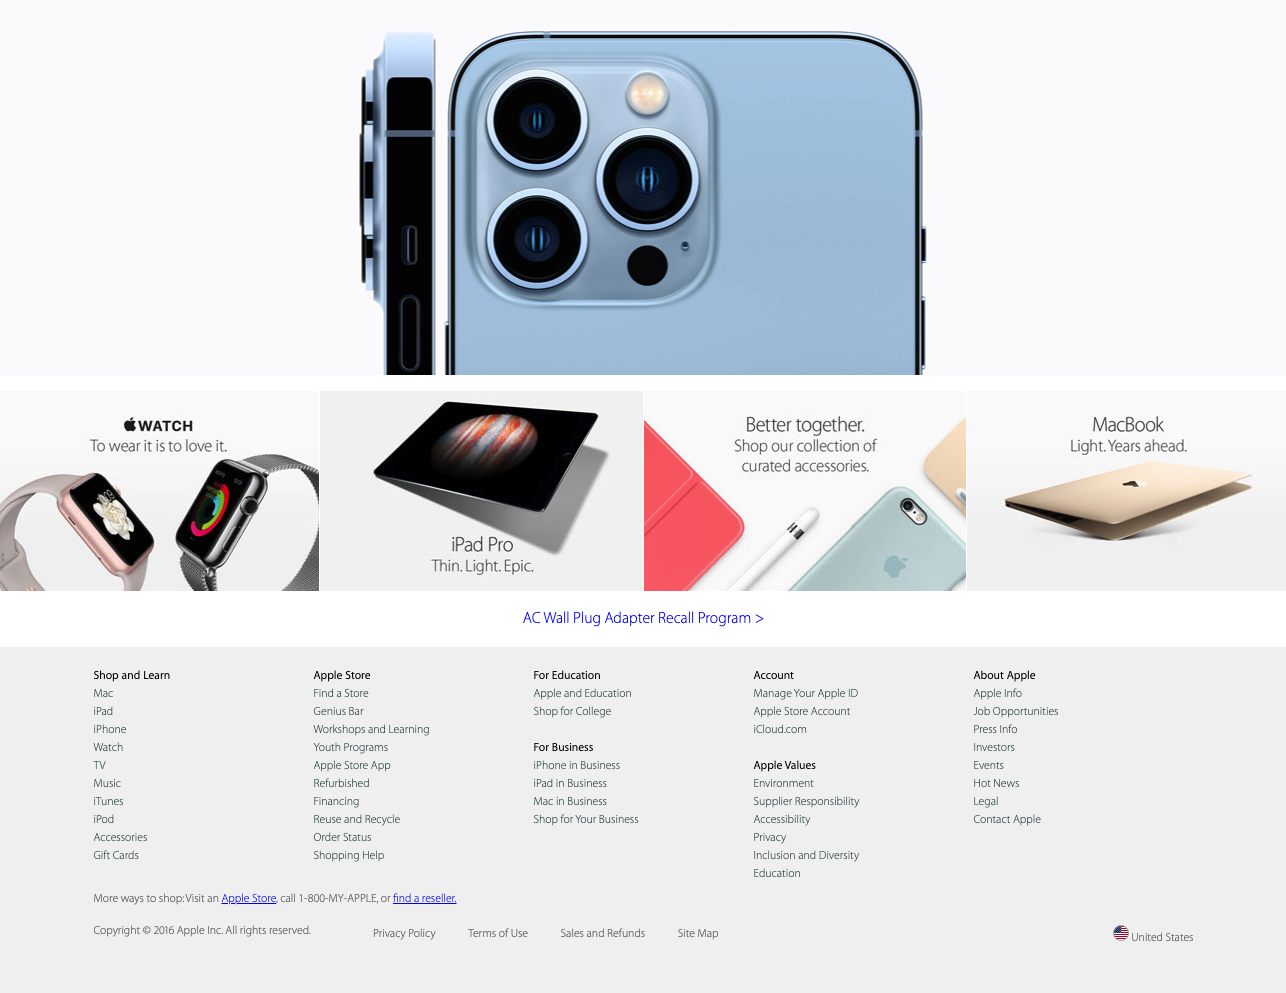 WATCH
To wear it is to love it.
iPad Pro
Thin. Light. Epic.
Better together.
Shop our collection of
curated accessories.
MacBook
Light. Years ahead.
AC Wall Plug Adapter Recall Program >
Shop and Learn
Mac
iPad
iPhone
Watch
TV
Music
iTunes
iPod
Accessories
Gift Cards
Apple Store
Find a Store
Genius Bar
Workshops and Learning
Youth Programs
Apple Store App
Refurbished
Financing
Reuse and Recycle
Order Status
Shopping Help
For Education
Apple and Education
Shop for College
For Business
iPhone in Business
iPad in Business
Mac in Business
Shop for Your Business
Account
Manage Your Apple ID
Apple Store Account
iCloud.com
Apple Values
Environment
Supplier Responsibility
Accessibility
Privacy
Inclusion and Diversity
Education
About Apple
Apple Info
Job Opportunities
Press Info
Investors
Events
Hot News
Legal
Contact Apple
More ways to shop: Visit an Apple Store, call 1-800-MY-APPLE, or find a reseller.
Copyright © 2016 Apple Inc. All rights reserved.
Privacy Policy
Terms of Use
Sales and Refunds
Site Map
United States